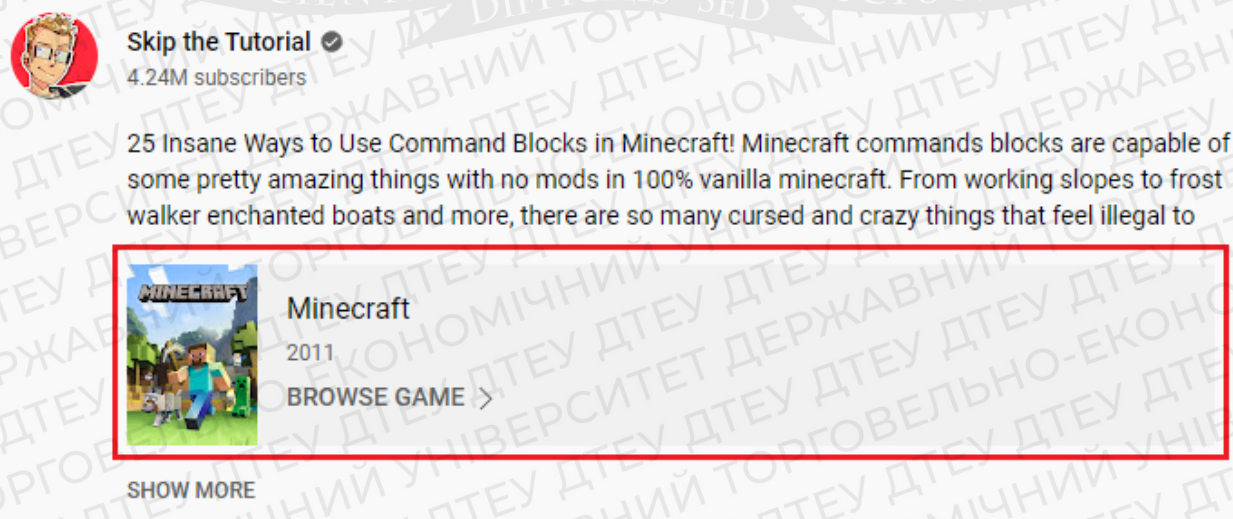 Skip the Tutorial
4.24M subscribers
25 Insane Ways to Use Command Blocks in Minecraft! Minecraft commands blocks are capable of
some pretty amazing things with no mods in 100% vanilla minecraft. From working slopes to frost
walker enchanted boats and more, there are so many cursed and crazy things that feel illegal to
MINECRAFT
Minecraft
2011
BROWSE GAME >
SHOW MORE